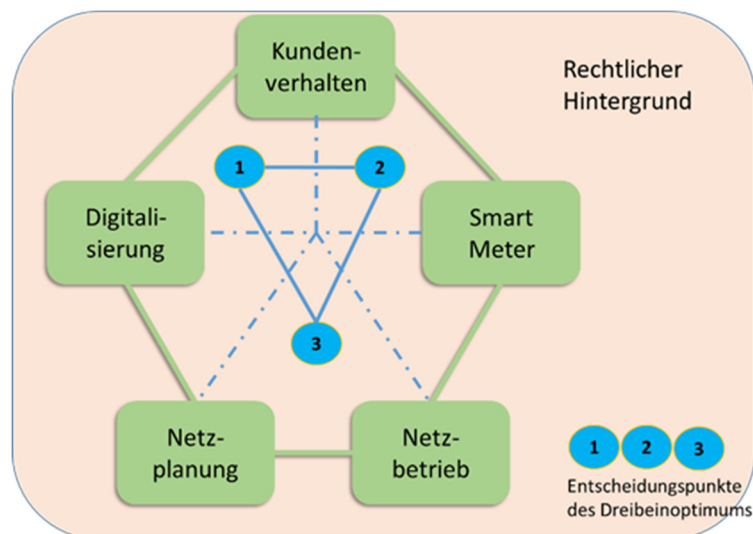 Kunden-
verhalten
Rechtlicher
Hintergrund
1
2
Digitali-
sierung
Smart
Meter
3
Netz-
planung
Netz-
betrieb
1 2 3
Entscheidungspunkte
des Dreibeinoptimums